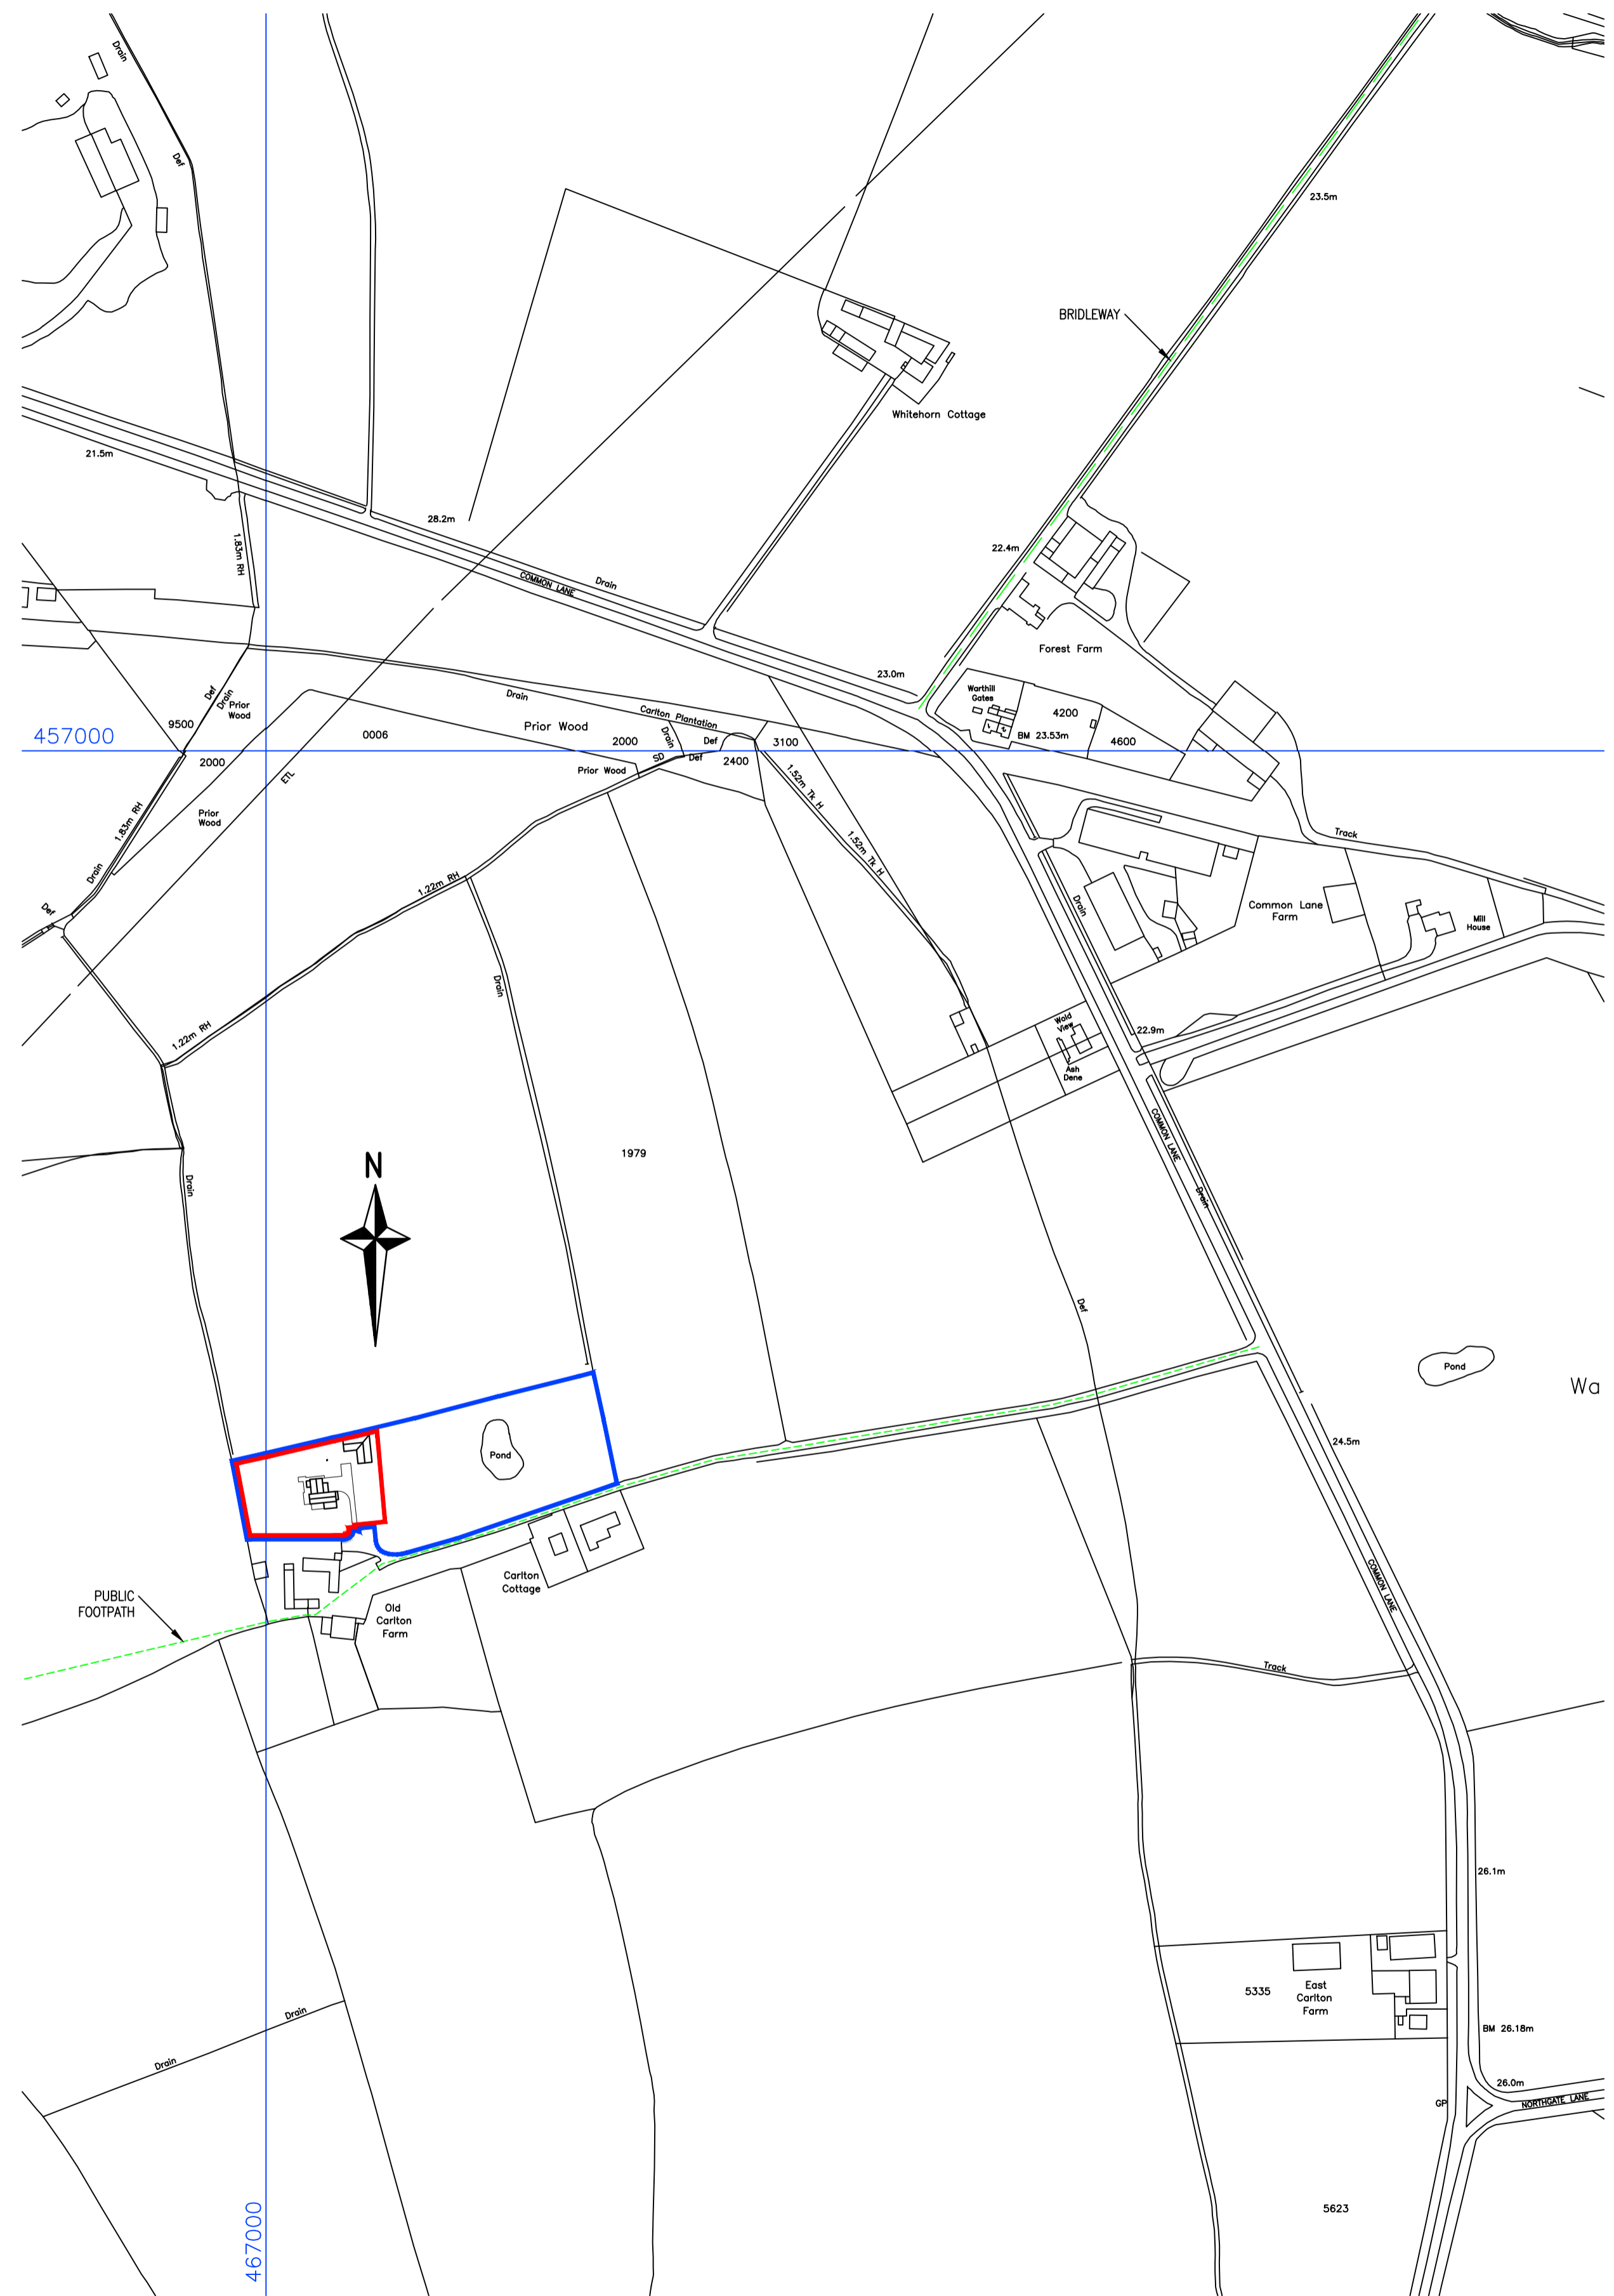 Drain
Def
23.5m
BRIDLEWAY
Whitehorn Cottage
21.5m
28.2m
1.83m RH
COMMON LANE
Drain
22.4m
Forest Farm
23.0m
Warthill
Gates
4200
BM 23.53m
4600
Def
Drain
Prior
Wood
9500
457000
2000
0006
ETL
Drain
Prior Wood
Carlton Plantation
2000
Drain
Def
3100
Prior Wood
SD
Def
2400
1.52m Tk H
1.52m Tk H
Prior
Wood
1.83m RH
Drain
Def
Track
1.22m RH
Drain
Common Lane
Farm
Mill
House
Drain
1.22m RH
Wold
View
Ash
Dene
22.9m
COMMON LANE
Drain
1979
N
Drain
Def
Pond
Wa
24.5m
Pond
COMMON LANE
Carlton
Cottage
PUBLIC
FOOTPATH
Old
Carlton
Farm
Track
26.1m
5335
East
Carlton
Farm
BM 26.18m
Drain
Drain
26.0m
GP
NORTHGATE LANE
467000
5623